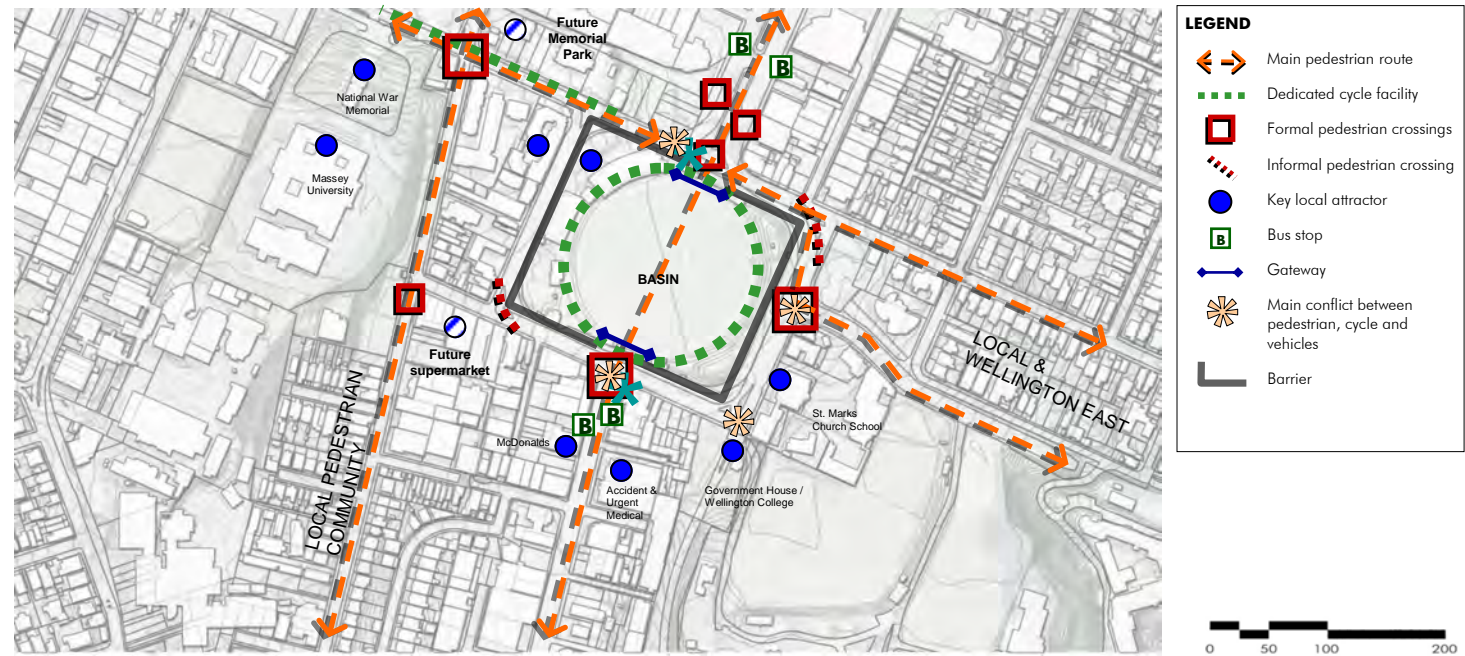 Future
Memorial
Park
B
B
National War
Memorial
Massey
University
BASIN
Future
supermarket
LOCAL PEDESTRIAN
COMMUNITY
B
B
McDonalds
Accident &
Urgent
Medical
Government House /
Wellington College
St. Marks
Church School
LOCAL &
WELLINGTON EAST
LEGEND
Main pedestrian route
Dedicated cycle facility
Formal pedestrian crossings
Informal pedestrian crossing
Key local attractor
B
Bus stop
Gateway
Main conflict between
pedestrian, cycle and
vehicles
Barrier
0 50 100 200